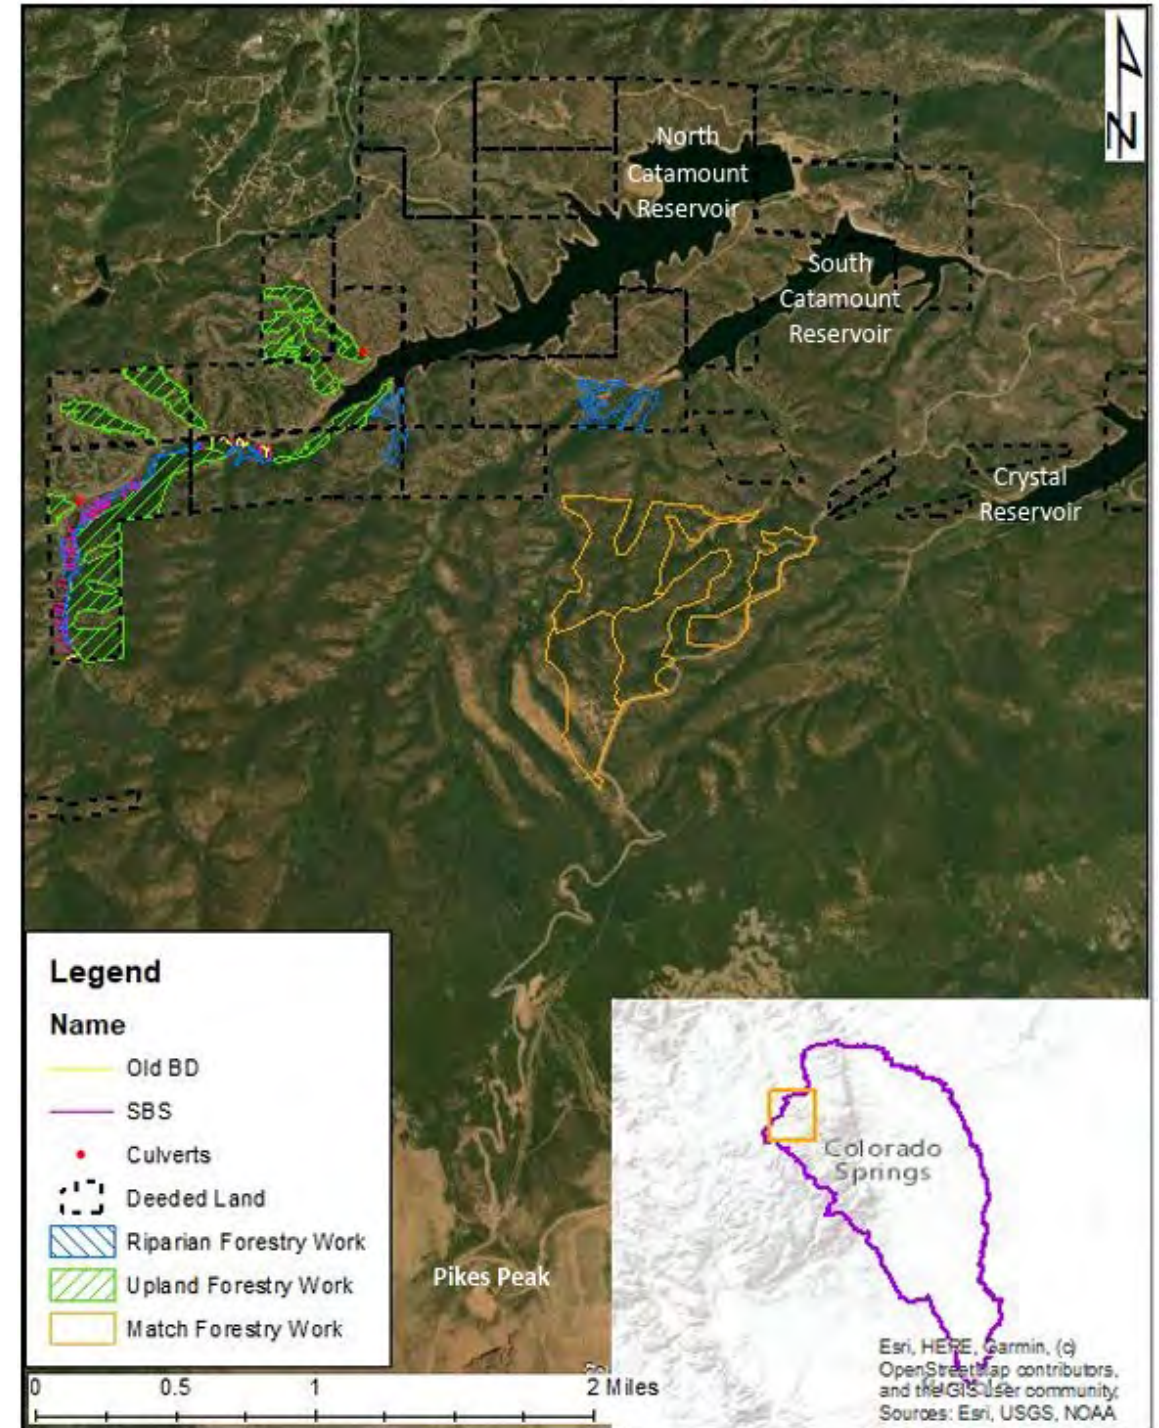 N
North
Catamount
Reservoir
South
Catamount
Reservoir
Crystal
Reservoir
Pikes Peak
Legend
Name
Old BD
SBS
Culverts
Deeded Land
Riparian Forestry Work
Upland Forestry Work
Match Forestry Work
0 0.5 1 2 Miles
Colorado
Springs
Esri, HERE, Garmin, (c)
OpenStreetMap contributors,
and the GIS user community,
Sources: Esri, USGS, NOAA